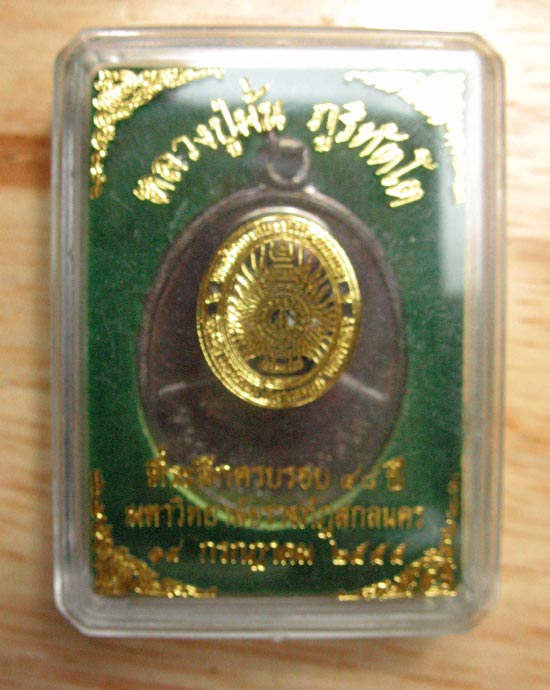 หลวงปู่มั่น ภูริทัตโต
ที่ระลึกครบรอบ ๔๘ ปี
มหาวิทยาลัยราชภัฏสกลนคร
๑๔ กรกฎาคม ๒๕๕๕